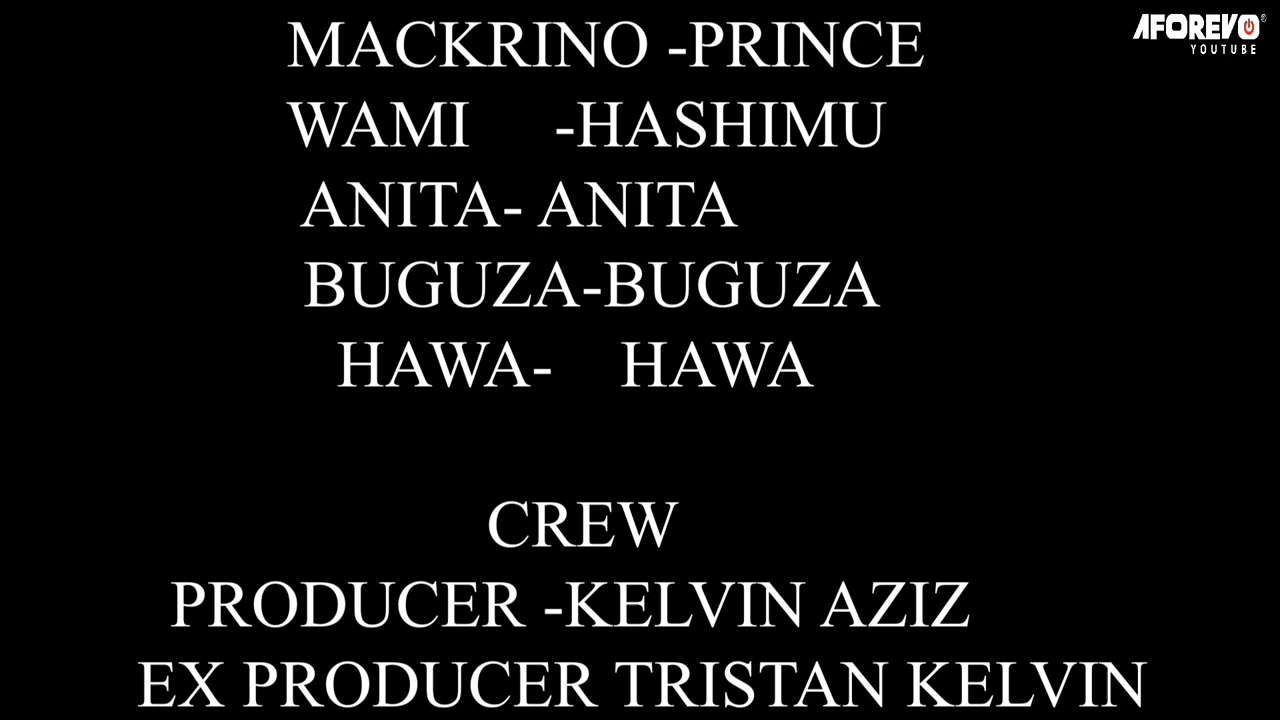 AFOREVO®
YOUTUBE
MACKRINO -PRINCE
WAMI -HASHIMU
ANITA- ANITA
BUGUZA-BUGUZA
HAWA- HAWA
CREW
PRODUCER -KELVIN AZIZ
EX PRODUCER TRISTAN KELVIN